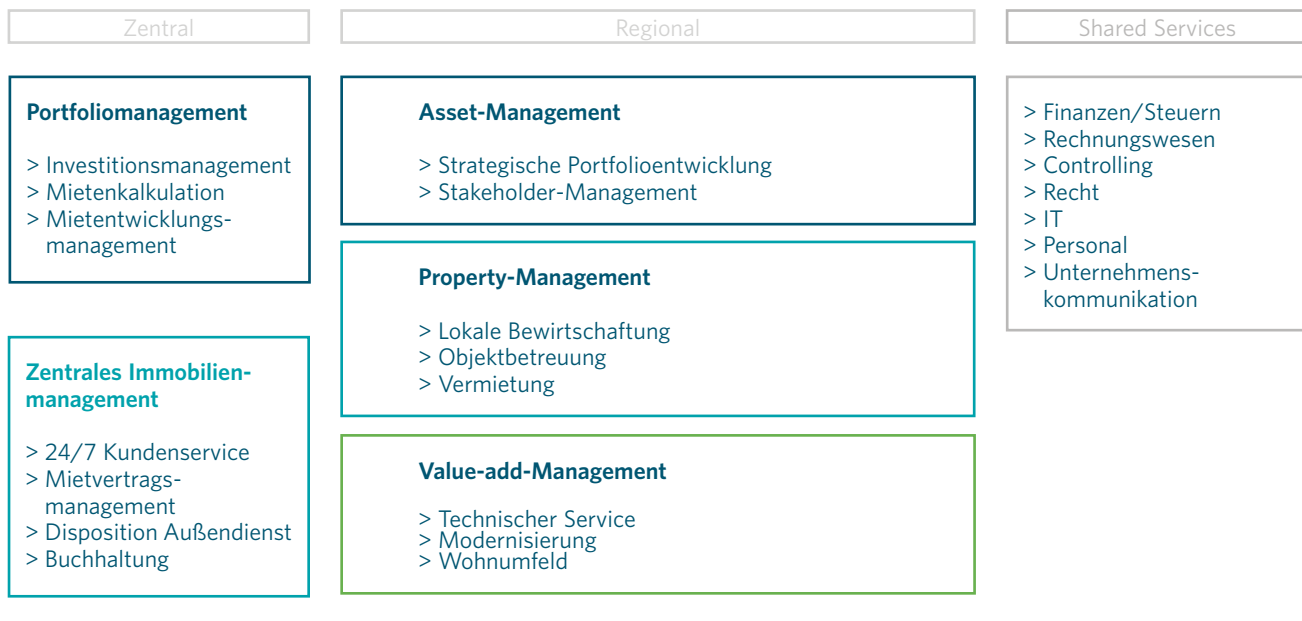 Zentral
Regional
Shared Services
Portfoliomanagement
> Investitionsmanagement
> Mietenkalkulation
> Mietentwicklungs-
management
Zentrales Immobilien-
management
> 24/7 Kundenservice
> Mietvertrags-
management
> Disposition Außendienst
> Buchhaltung
Asset-Management
> Strategische Portfolioentwicklung
> Stakeholder-Management
Property-Management
> Lokale Bewirtschaftung
> Objektbetreuung
> Vermietung
Value-add-Management
> Technischer Service
> Modernisierung
> Wohnumfeld
> Finanzen/Steuern
> Rechnungswesen
> Controlling
> Recht
> IT
> Personal
> Unternehmens-
kommunikation